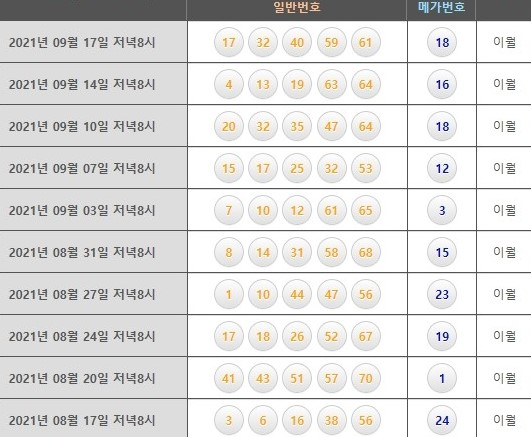 일반번호 메가번호
2021년 09월 17일 저녁8시 17 32 40 59 61 18 이월
2021년 09월 14일 저녁8시 4 13 19 63 64 16 이월
2021년 09월 10일 저녁8시 20 32 35 47 64 18 이월
2021년 09월 07일 저녁8시 15 17 25 32 53 12 이월
2021년 09월 03일 저녁8시 7 10 12 61 65 3 이월
2021년 08월 31일 저녁8시 8 14 31 58 68 15 이월
2021년 08월 27일 저녁8시 1 10 44 47 56 23 이월
2021년 08월 24일 저녁8시 17 18 26 52 67 19 이월
2021년 08월 20일 저녁8시 41 43 51 57 70 1 이월
2021년 08월 17일 저녁8시 3 6 16 38 56 24 이월